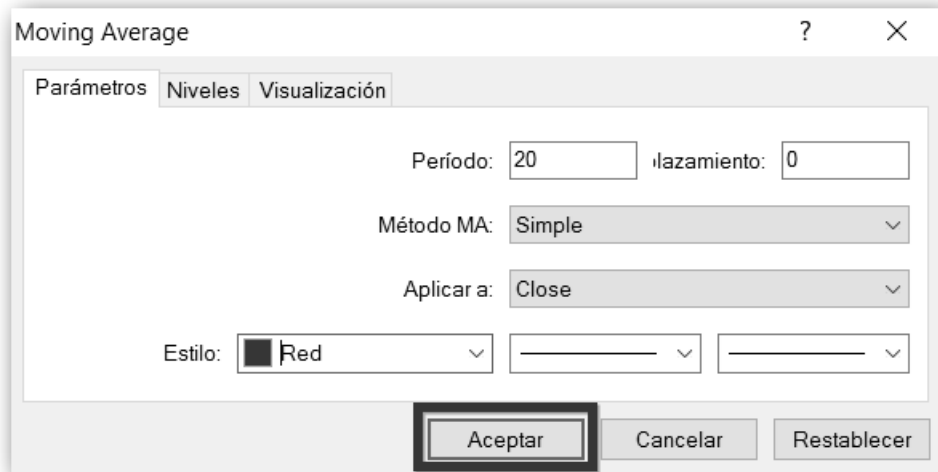 Moving Average ? X
Parámetros Niveles Visualización
Período: 20 lazamiento: 0
Método MA: Simple
Aplicar a: Close
Estilo: Red
Aceptar Cancelar Restablecer